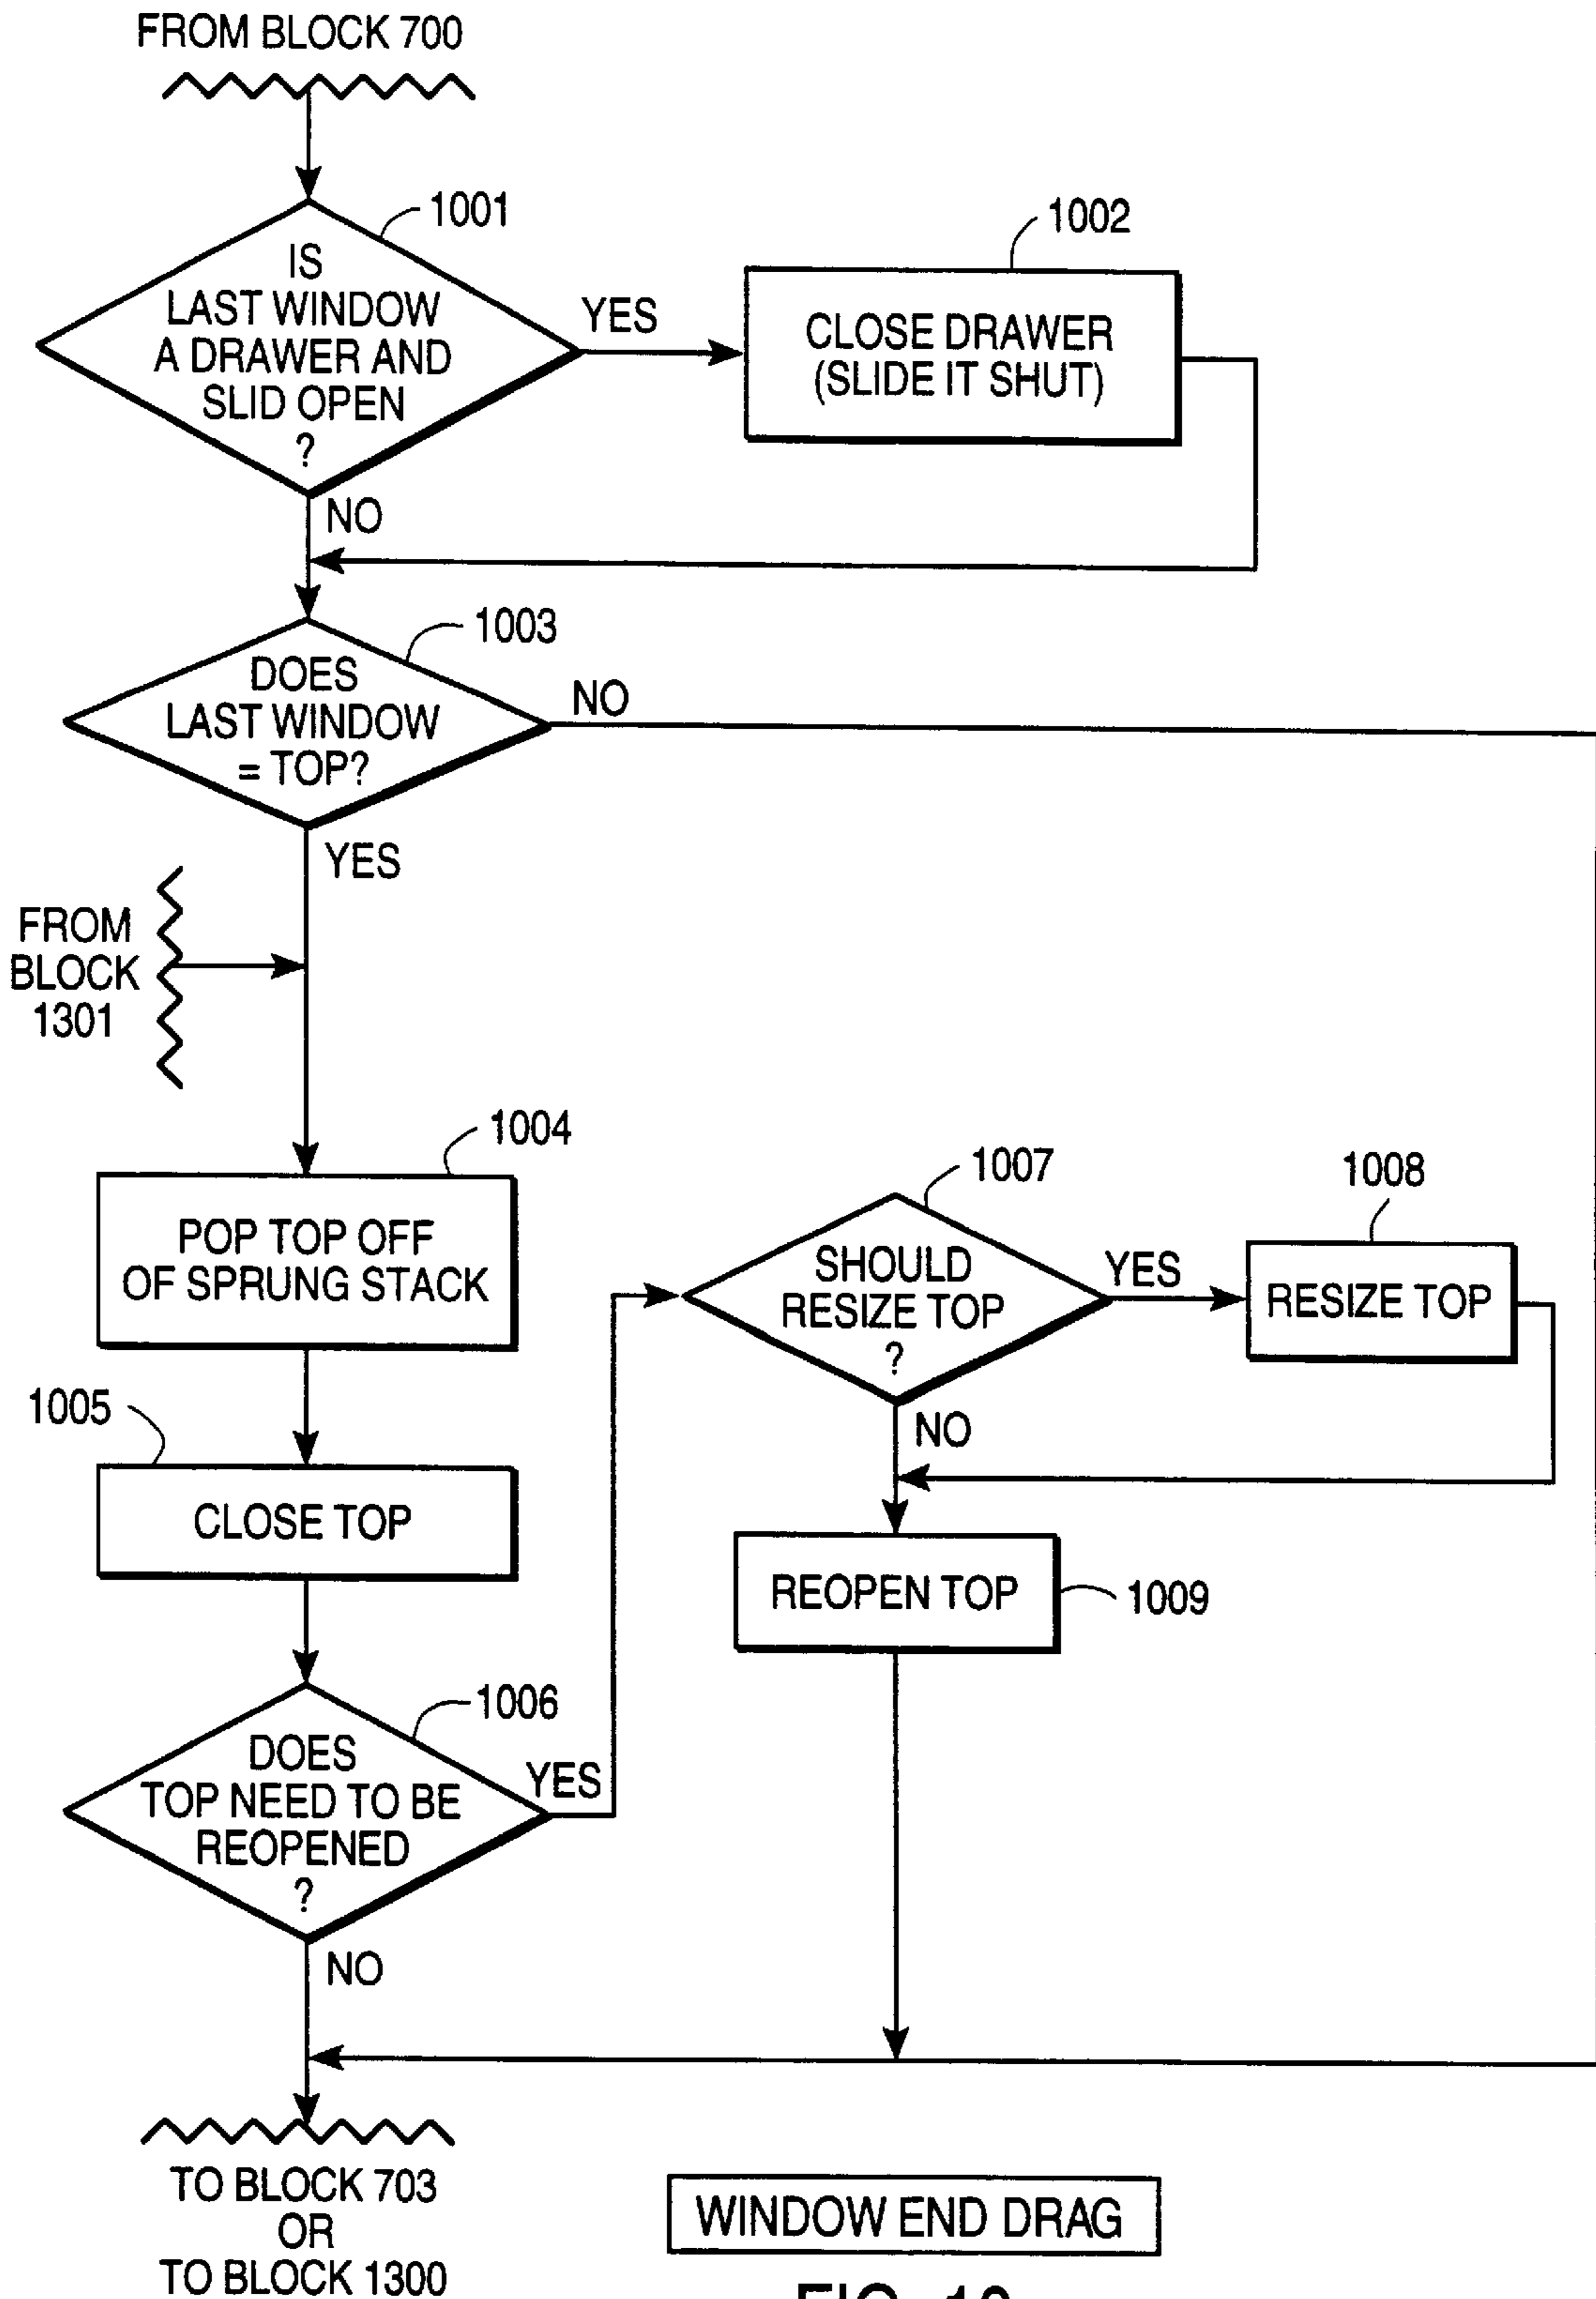 FROM BLOCK 700
1001
IS
LAST WINDOW
A DRAWER AND
SLID OPEN
?
YES
1002
CLOSE DRAWER
(SLIDE IT SHUT)
NO
1003
DOES
LAST WINDOW
= TOP?
NO
YES
FROM
BLOCK
1301
1004
POP TOP OFF
OF SPRUNG STACK
1005
CLOSE TOP
1006
DOES
TOP NEED TO BE
REOPENED
?
YES
NO
1007
SHOULD
RESIZE TOP
?
YES
1008
RESIZE TOP
NO
REOPEN TOP
1009
TO BLOCK 703
OR
TO BLOCK 1300
WINDOW END DRAG
FIG. 10